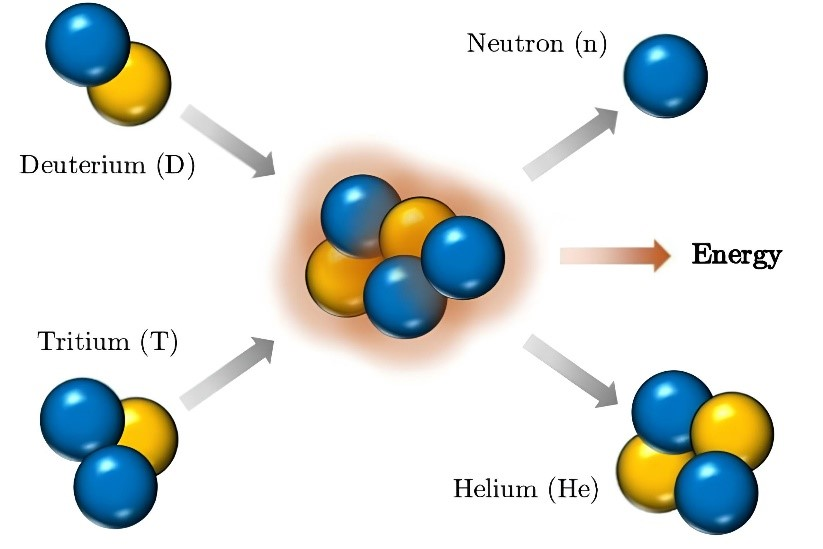 Neutron (n)
Deuterium (D)
Energy
Tritium (T)
Helium (He)